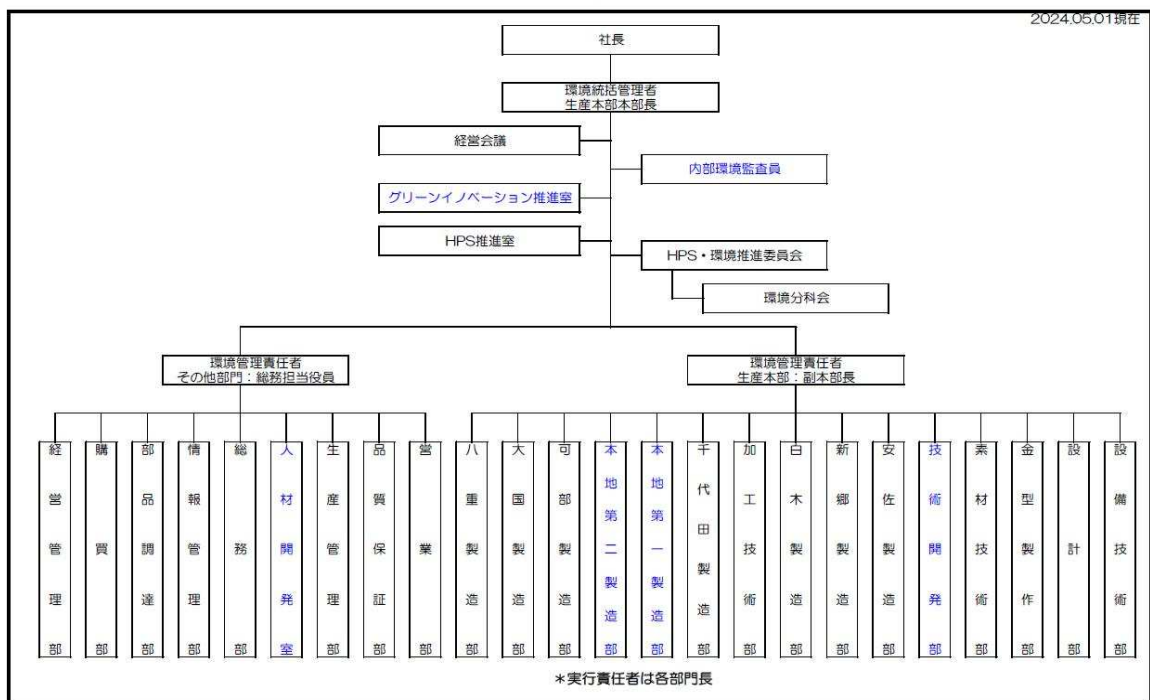 2024.05.01現在
社長
環境統括管理者
生産本部本部長
経営会議
内部環境監査員
グリーンイノベーション推進室
HPS推進室
HPS・環境推進委員会
環境分科会
環境管理責任者
その他部門：総務担当役員
環境管理責任者
生産本部：副本部長
経営管理部
購買部
部品調達部
情報管理部
総務部
人材開発室
生産管理部
品質保証部
営業部
八重製造部
大国製造部
可部製造部
本地第二製造部
本地第一製造部
千代田製造部
加工技術部
白木製造部
新郷製造部
安佐製造部
技術開発部
素材技術部
金型製作部
設計部
設備技術部
＊実行責任者は各部門長